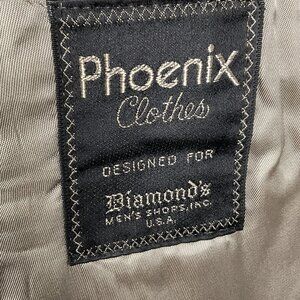 Phoenix
Clothes
DESIGNED FOR
Diamond's
MEN'S SHOPS, INC.
U.S.A.